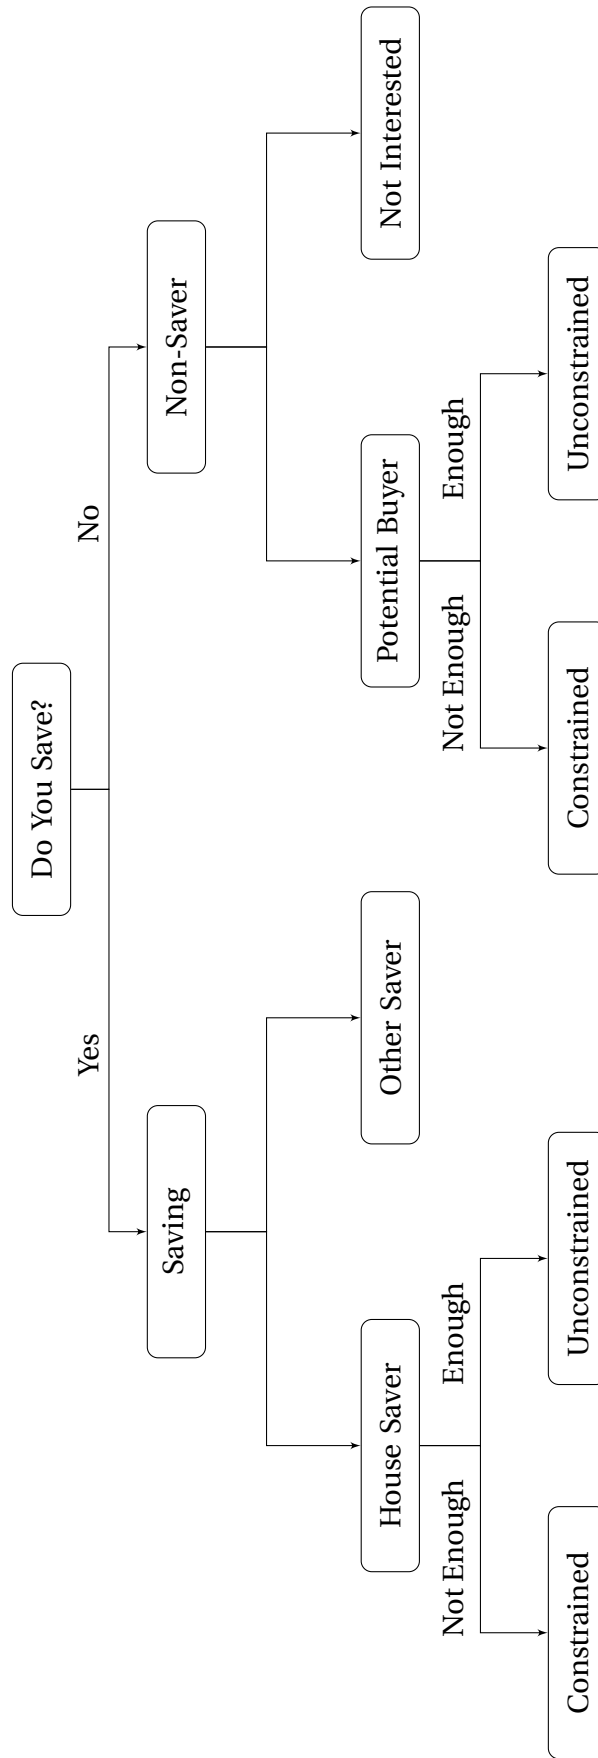 Do You Save?
Yes
No
Saving
Non-Saver
House Saver
Other Saver
Potential Buyer
Not Interested
Not Enough
Enough
Not Enough
Enough
Constrained
Unconstrained
Constrained
Unconstrained